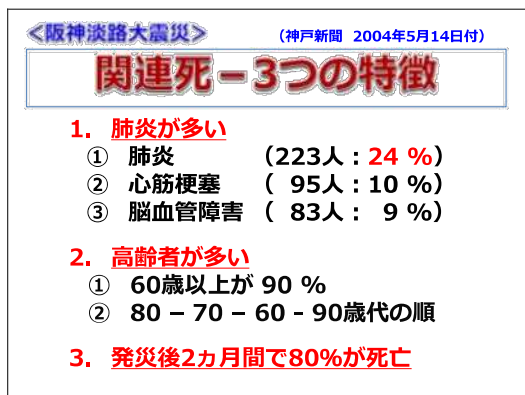 <阪神淡路大震災>
（神戸新聞 2004年5月14日付）
関連死－3つの特徴
1. 肺炎が多い
① 肺炎 （223人：24 %）
② 心筋梗塞 （ 95人：10 %）
③ 脳血管障害 （ 83人： 9 %）
2. 高齢者が多い
① 60歳以上が 90 %
② 80 – 70 – 60 - 90歳代の順
3. 発災後2ヵ月間で80%が死亡